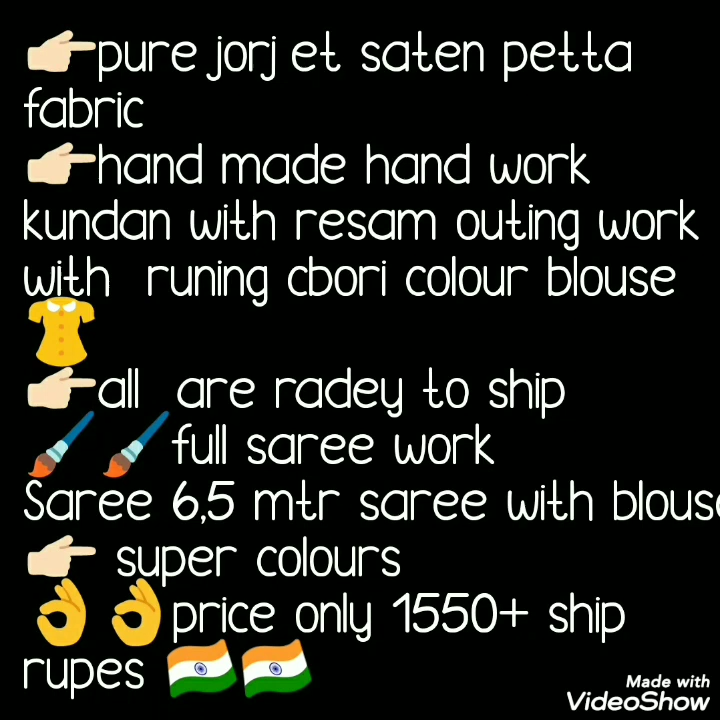 👉🏻pure jorj et saten petta
fabric
👉🏻hand made hand work
kundan with resam outing work
with runing cbori colour blouse
👚
👉🏻all are radey to ship
🖌️🖌️full saree work
Saree 6,5 mtr saree with blous
👉🏻 super colours
👌👌price only 1550+ ship
rupes 🇮🇳🇮🇳
Made with
VideoShow